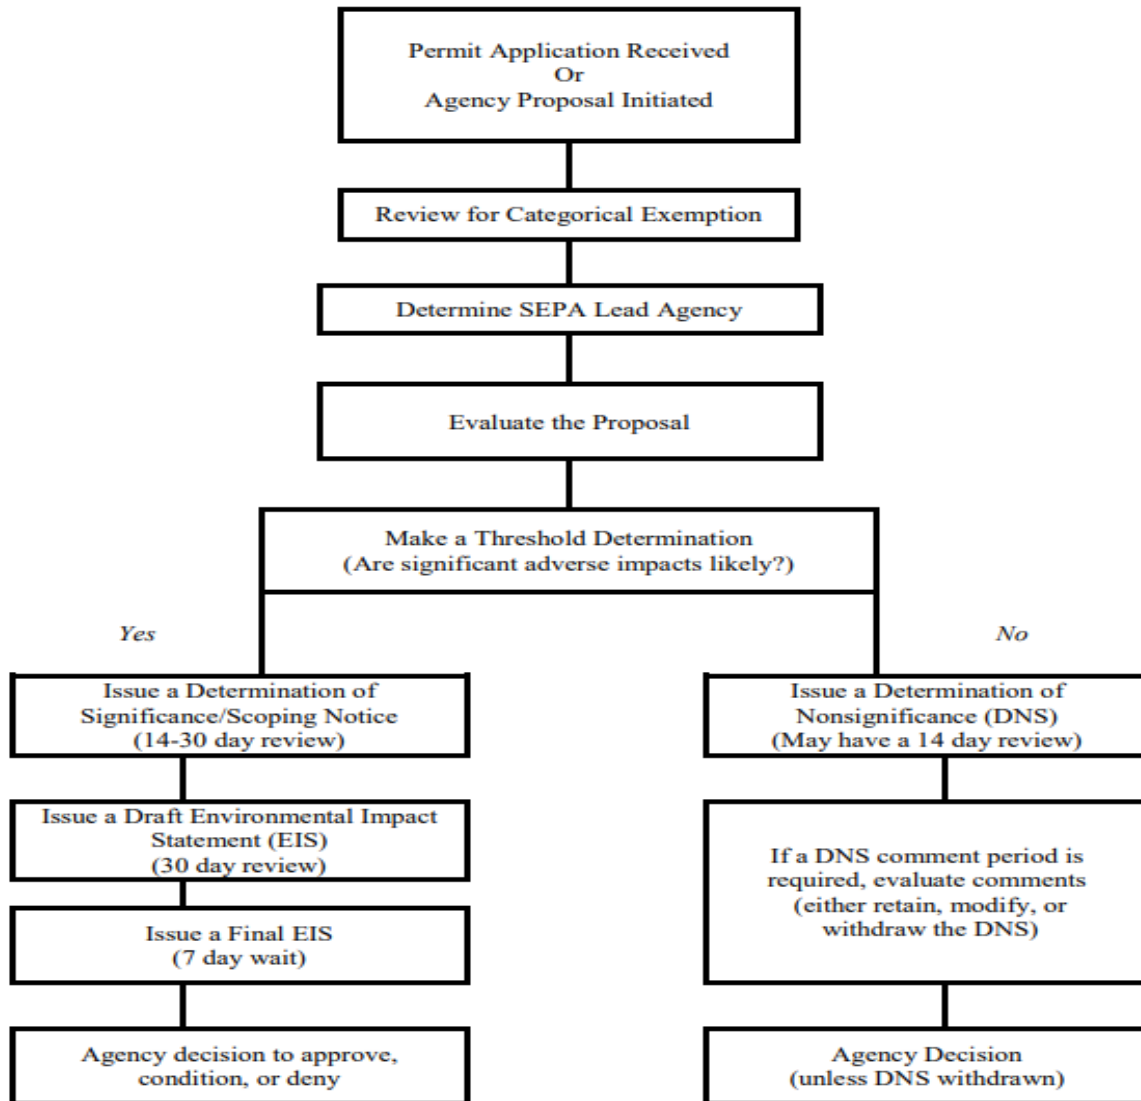 Permit Application Received
Or
Agency Proposal Initiated
Review for Categorical Exemption
Determine SEPA Lead Agency
Evaluate the Proposal
Make a Threshold Determination
(Are significant adverse impacts likely?)
Yes
No
Issue a Determination of
Significance/Scoping Notice
(14-30 day review)
Issue a Draft Environmental Impact
Statement (EIS)
(30 day review)
Issue a Final EIS
(7 day wait)
Agency decision to approve,
condition, or deny
Issue a Determination of
Nonsignificance (DNS)
(May have a 14 day review)
If a DNS comment period is
required, evaluate comments
(either retain, modify, or
withdraw the DNS)
Agency Decision
(unless DNS withdrawn)